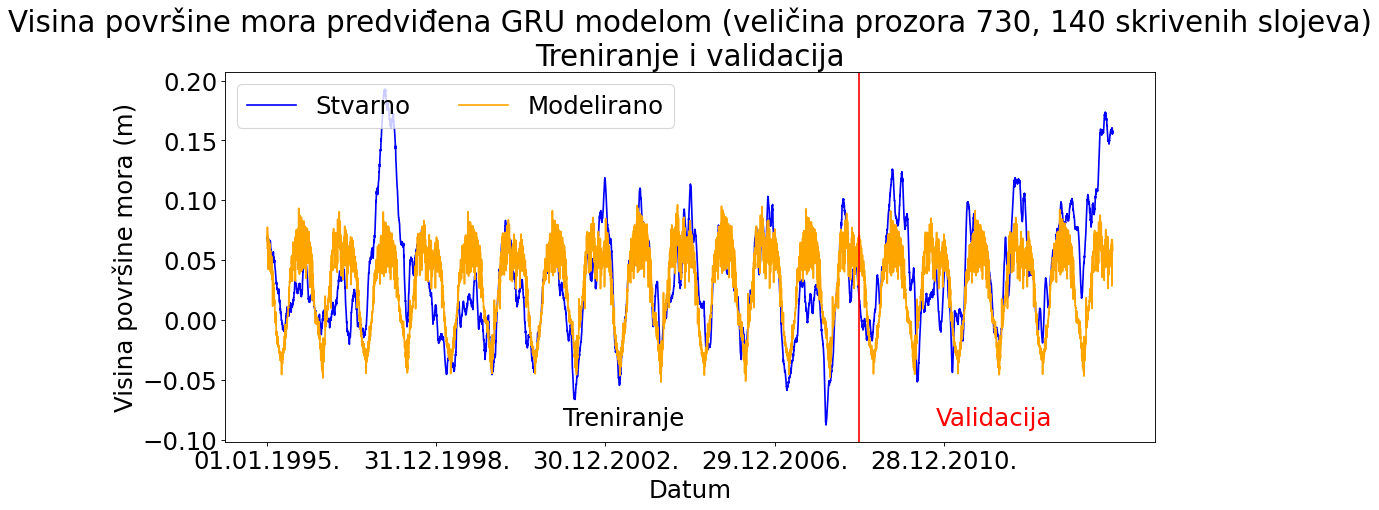 Visina površine mora predviđena GRU modelom (veličina prozora 730, 140 skrivenih slojeva)
Treniranje i validacija
Stvarno
Modelirano
Visina površine mora (m)
0.20
0.15
0.10
0.05
0.00
−0.05
−0.10
Treniranje
Validacija
01.01.1995.
31.12.1998.
30.12.2002.
29.12.2006.
28.12.2010.
Datum